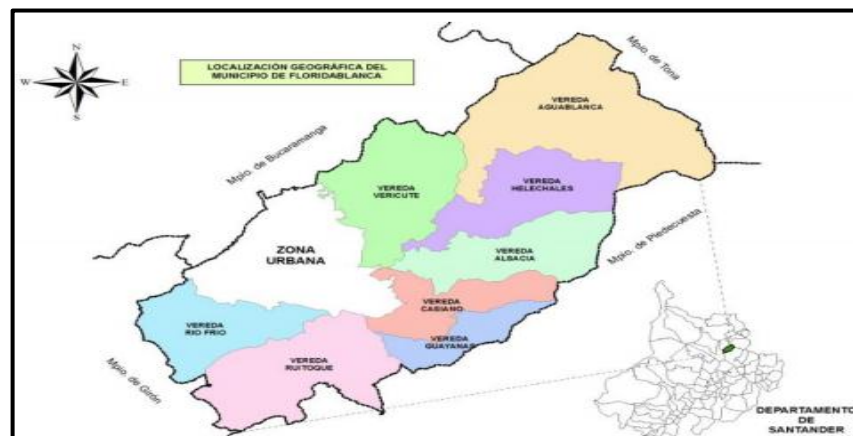 N
W
E
S
LOCALIZACIÓN GEOGRÁFICA DEL
MUNICIPIO DE FLORIDABLANCA
Mpio. de Tona
VEREDA
AGUABLANCA
Mpio. de Bucaramanga
VEREDA
VERICUTE
VEREDA
HELECHALES
ZONA
URBANA
VEREDA
ALSACIA
Mpio. de Piedecuesta
VEREDA
CASIANO
VEREDA
RIO FRIO
VEREDA
GUAYANAS
VEREDA
RUITOQUE
Mpio. de Girón
DEPARTAMENTO
DE
SANTANDER